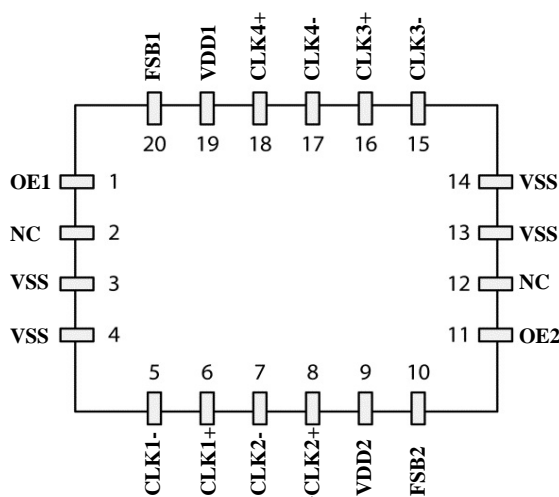 FSB1 VDD1 CLK4+ CLK4- CLK3+ CLK3-
20 19 18 17 16 15
OE1 1 14 VSS
NC 2 13 VSS
VSS 3 12 NC
VSS 4 11 OE2
5 6 7 8 9 10
CLK1- CLK1+ CLK2- CLK2+ VDD2 FSB2